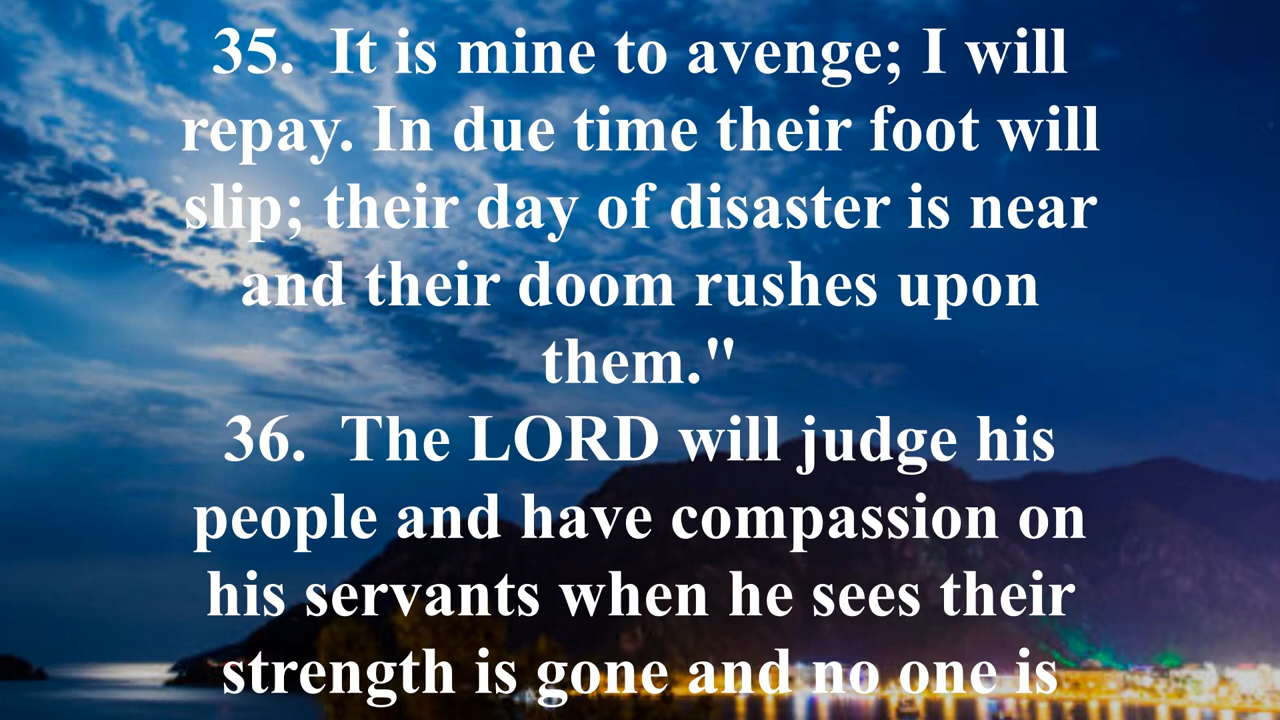 35.  It is mine to avenge; I will
repay. In due time their foot will
slip; their day of disaster is near
and their doom rushes upon
them."
36.  The LORD will judge his
people and have compassion on
his servants when he sees their
strength is gone and no one is